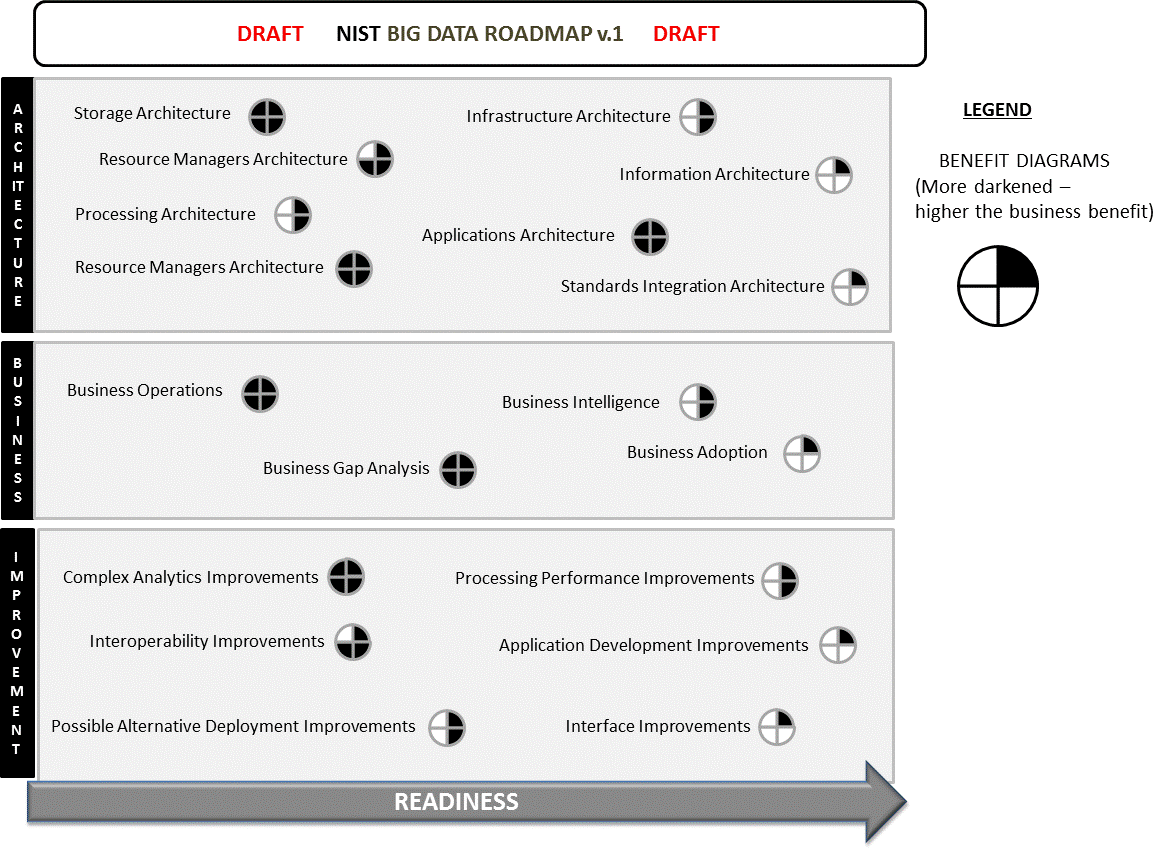 DRAFT NIST BIG DATA ROADMAP v.1 DRAFT
ARCHITECTURE
Storage Architecture
Infrastructure Architecture
Resource Managers Architecture
Information Architecture
Processing Architecture
Applications Architecture
Resource Managers Architecture
Standards Integration Architecture
BUSINESS
Business Operations
Business Intelligence
Business Adoption
Business Gap Analysis
IMPROVEMENT
Complex Analytics Improvements
Processing Performance Improvements
Interoperability Improvements
Application Development Improvements
Possible Alternative Deployment Improvements
Interface Improvements
READINESS
LEGEND
BENEFIT DIAGRAMS
(More darkened –
higher the business benefit)